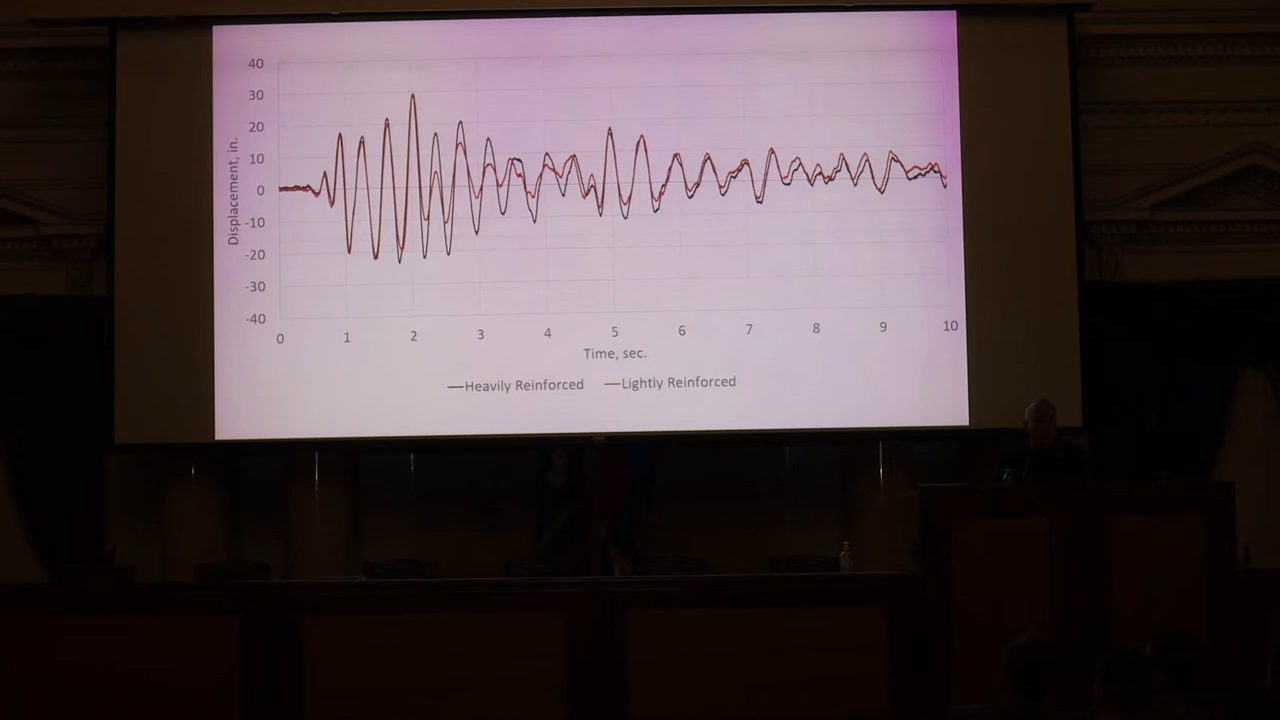 40
30
20
10
0
-10
-20
-30
-40
Displacement, in.
0 1 2 3 4 5 6 7 8 9 10
Time, sec.
Heavily Reinforced Lightly Reinforced